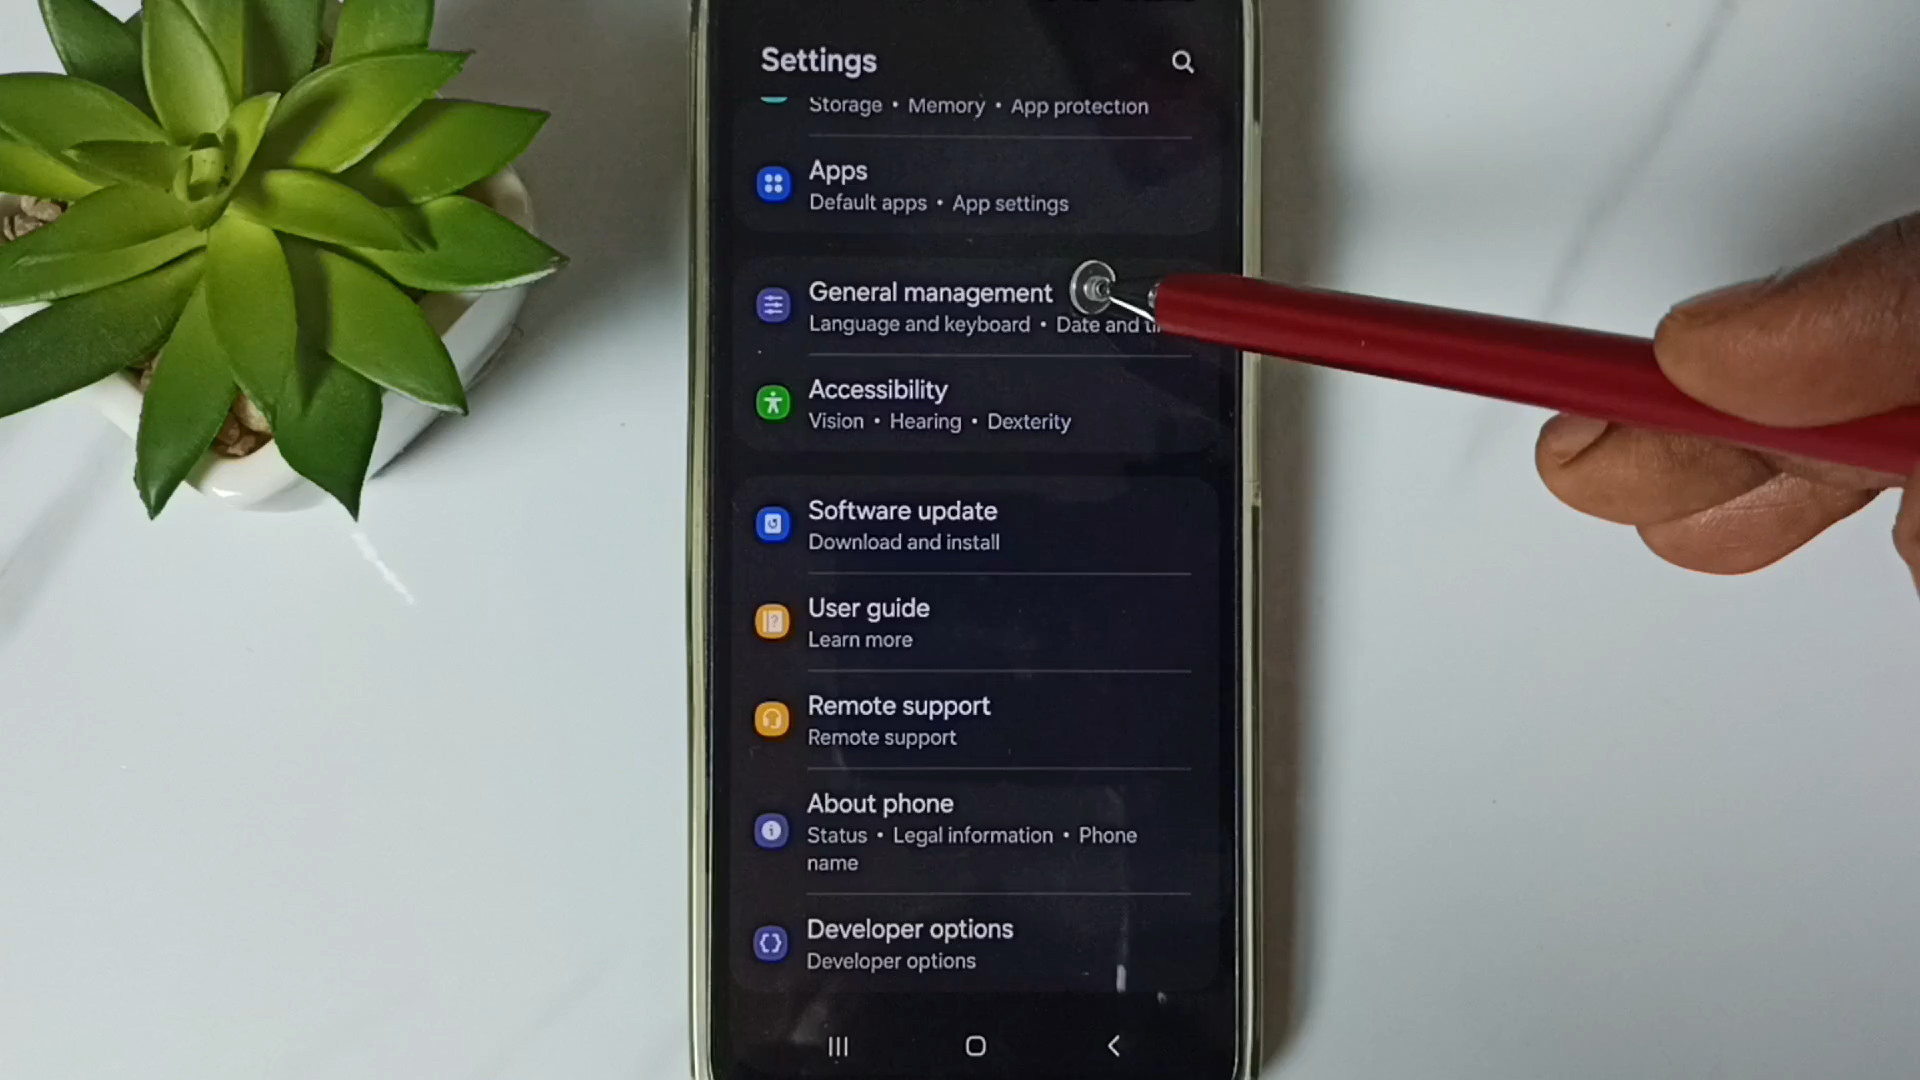 Settings
Storage • Memory • App protection
Apps
Default apps • App settings
General management
Language and keyboard • Date and
Accessibility
Vision • Hearing • Dexterity
Software update
Download and install
User guide
Learn more
Remote support
Remote support
About phone
Status • Legal information • Phone
name
Developer options
Developer options